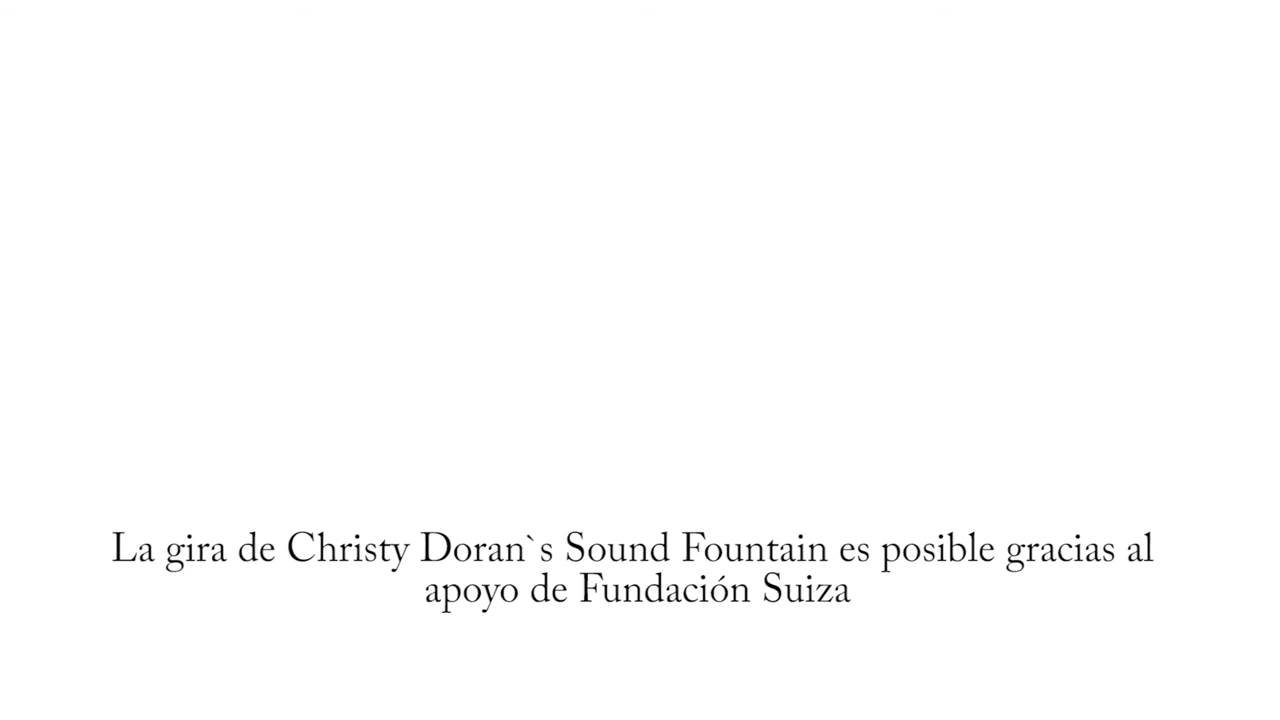 La gira de Christy Doran`s Sound Fountain es posible gracias al
apoyo de Fundación Suiza